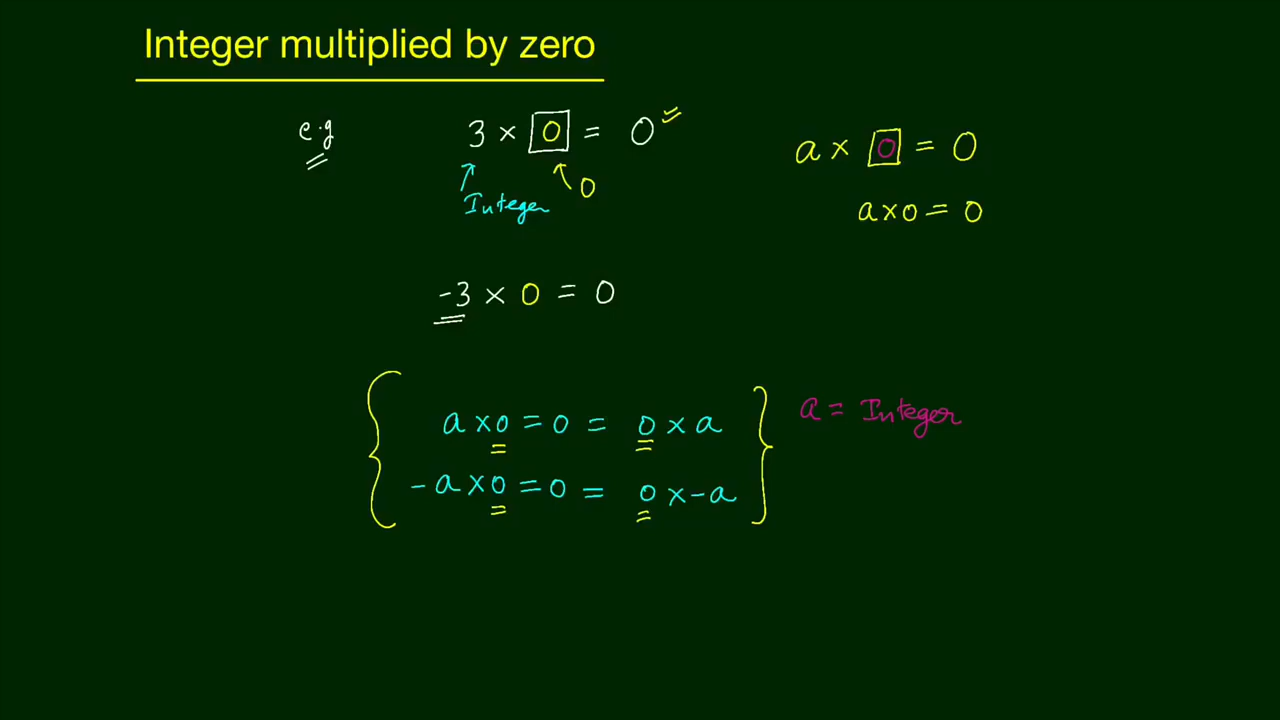 Integer multiplied by zero
e.g
3 × 0 = 0
Integer
0
a × 0 = 0
a × 0 = 0
-3 × 0 = 0
a × 0 = 0 = 0 × a
-a × 0 = 0 = 0 × -a
a = Integer